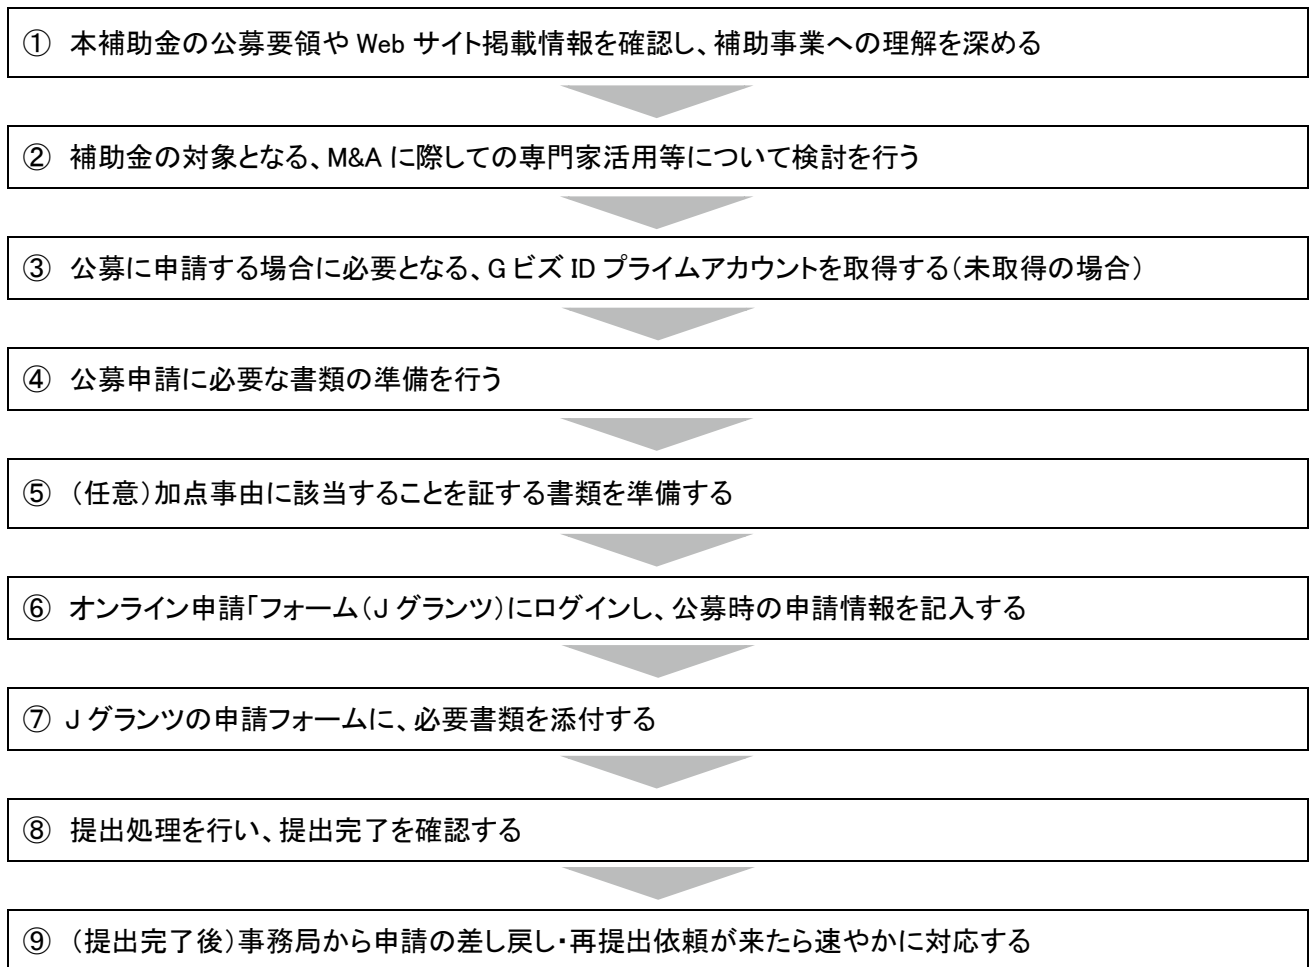 ① 本補助金の公募要領や Web サイト掲載情報を確認し、補助事業への理解を深める
② 補助金の対象となる、M&A に際しての専門家活用等について検討を行う
③ 公募に申請する場合に必要となる、G ビズ ID プライムアカウントを取得する（未取得の場合）
④ 公募申請に必要な書類の準備を行う
⑤ （任意）加点事由に該当することを証する書類を準備する
⑥ オンライン申請「フォーム（J グランツ）にログインし、公募時の申請情報を記入する
⑦ J グランツの申請フォームに、必要書類を添付する
⑧ 提出処理を行い、提出完了を確認する
⑨ （提出完了後）事務局から申請の差し戻し・再提出依頼が来たら速やかに対応する